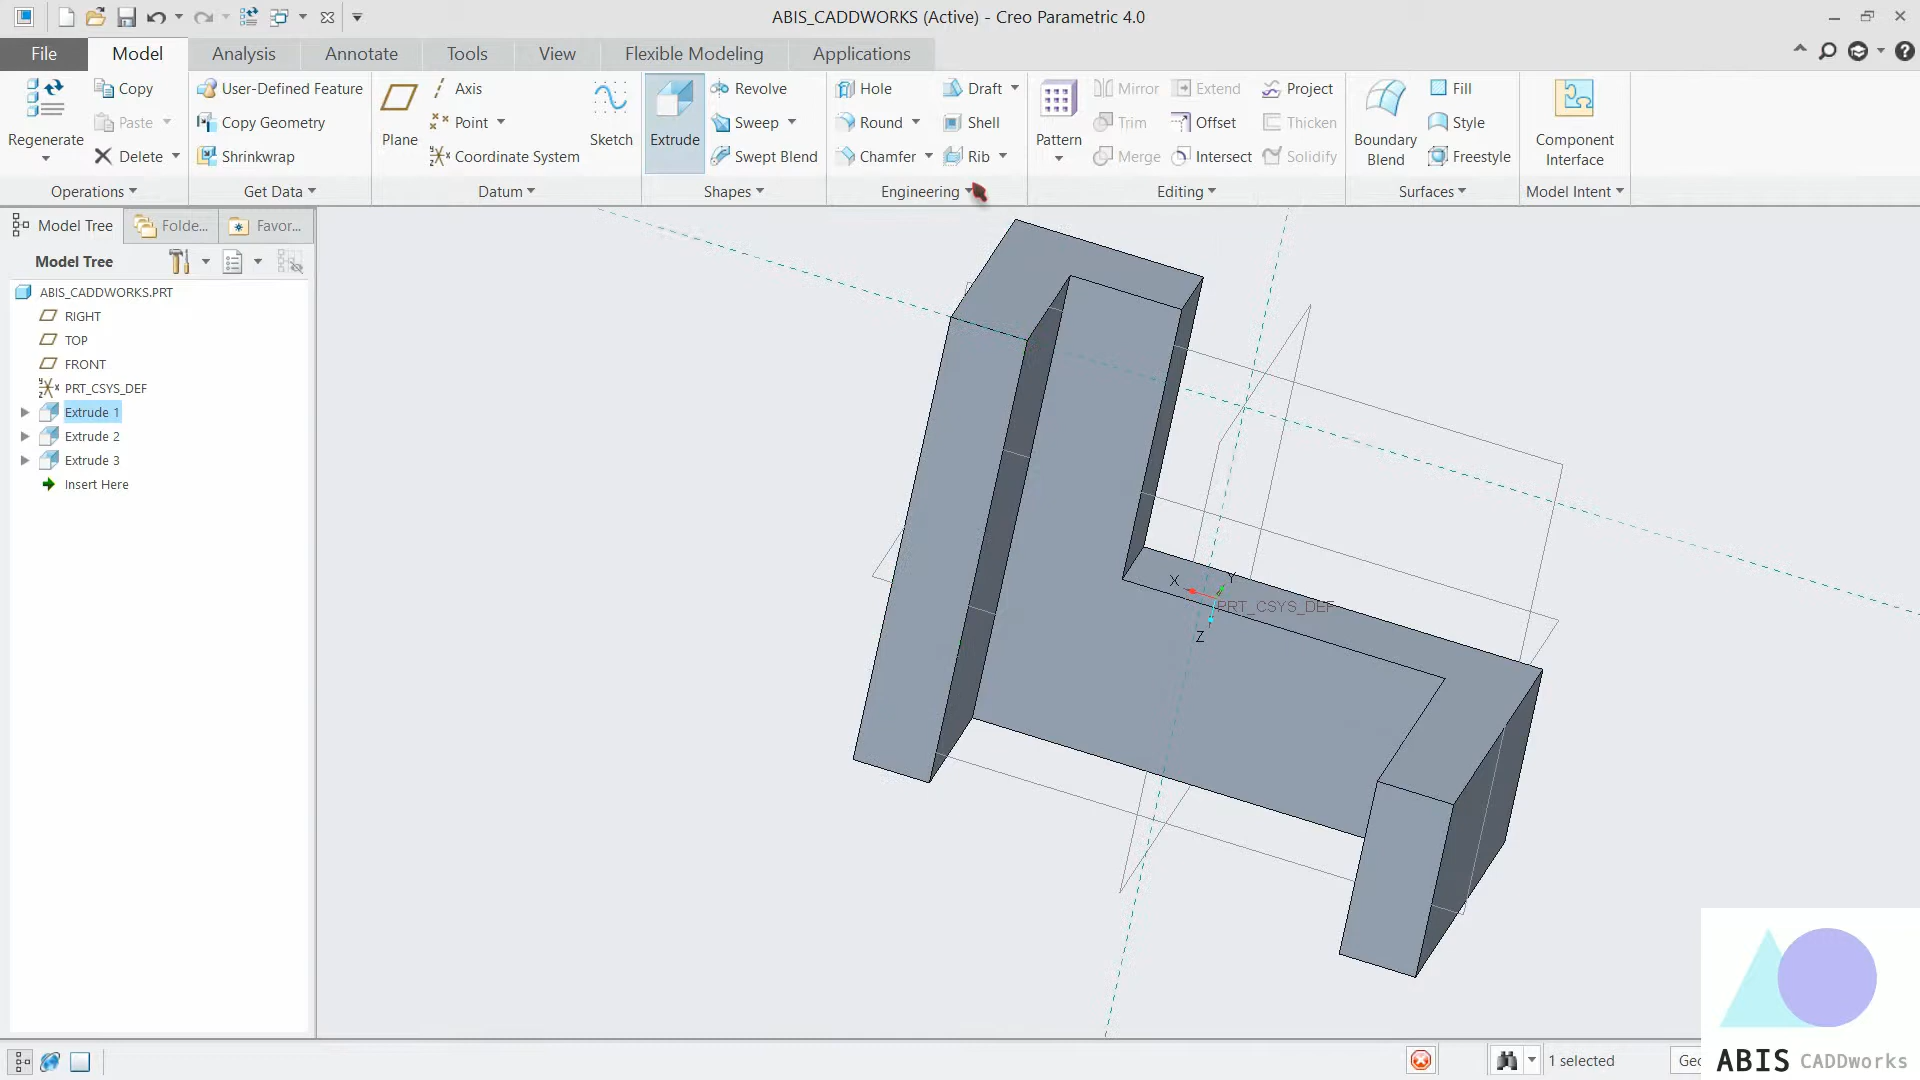 ABIS_CADDWORKS (Active) - Creo Parametric 4.0
File Model Analysis Annotate Tools View Flexible Modeling Applications
Regenerate
Copy
Paste
Delete
Operations
User-Defined Feature
Copy Geometry
Shrinkwrap
Get Data
Plane
Axis
Point
Coordinate System
Sketch
Datum
Extrude
Revolve
Sweep
Swept Blend
Shapes
Hole
Round
Chamfer
Draft
Shell
Rib
Engineering
Pattern
Mirror
Trim
Merge
Extend
Offset
Intersect
Project
Thicken
Solidify
Editing
Boundary
Blend
Fill
Style
Freestyle
Surfaces
Component
Interface
Model Intent
Model Tree Folde... Favor...
Model Tree
ABIS_CADDWORKS.PRT
RIGHT
TOP
FRONT
PRT_CSYS_DEF
Extrude 1
Extrude 2
Extrude 3
Insert Here
X
Y
PRT_CSYS_DEF
Z
1 selected
Geo
ABIS CADDworks